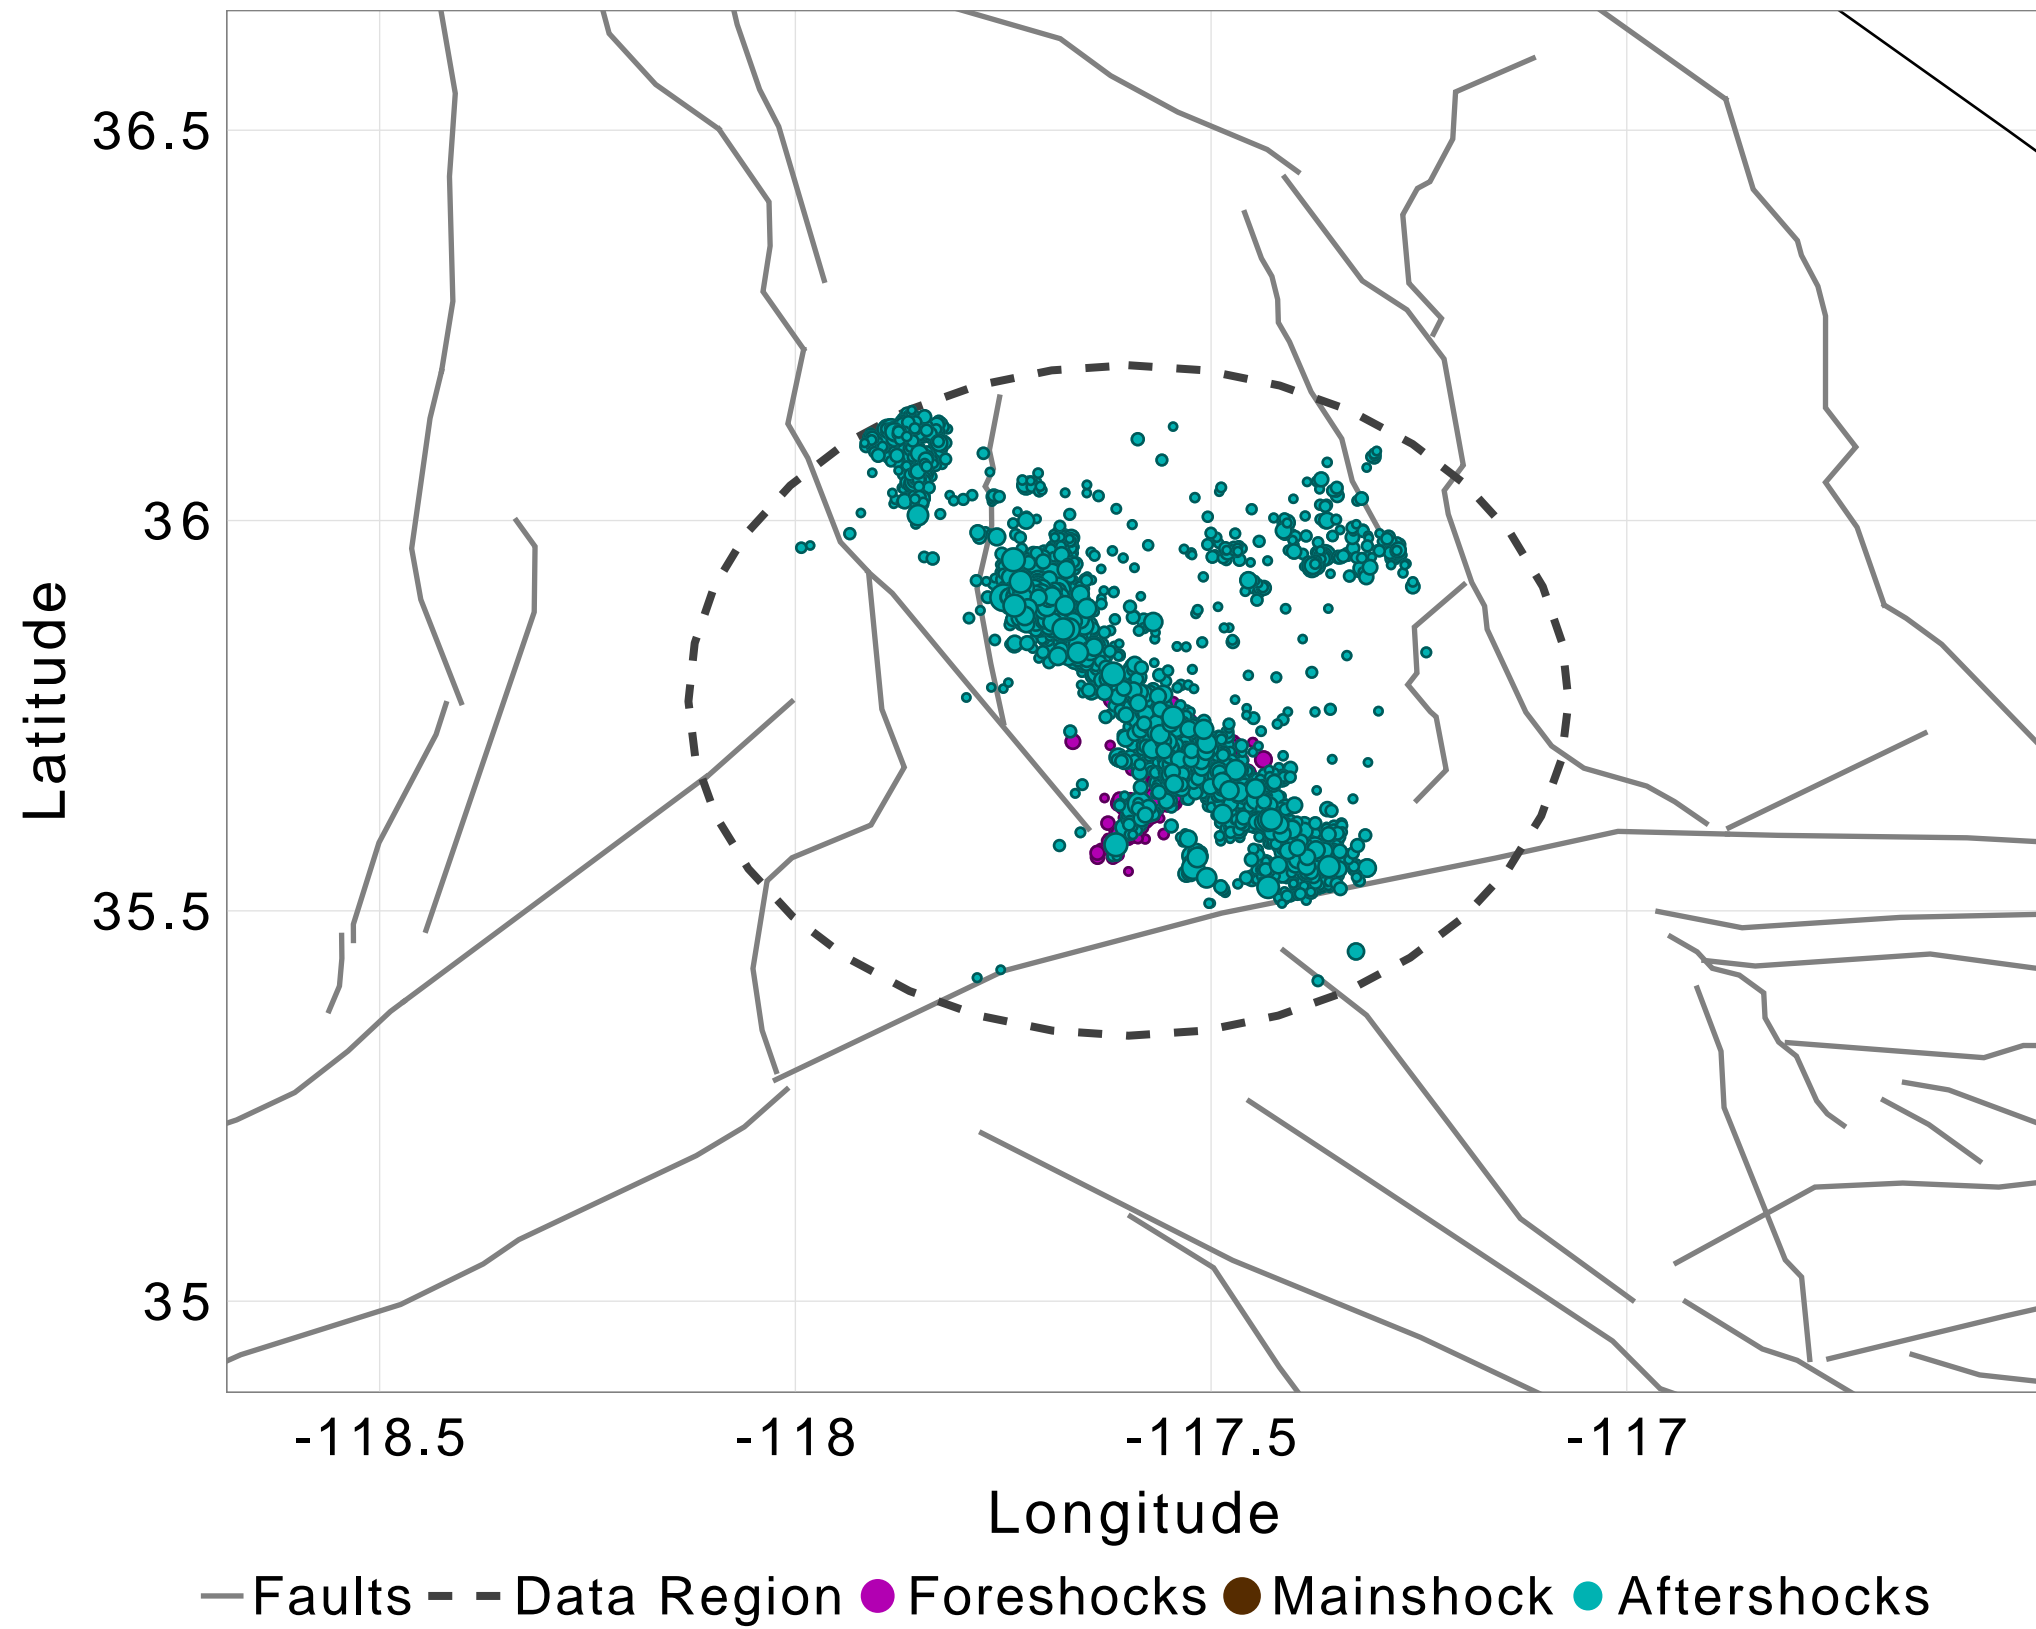 36.5
36
35.5
35
Latitude
-118.5 -118 -117.5 -117
Longitude
Faults Data Region Foreshocks Mainshock Aftershocks